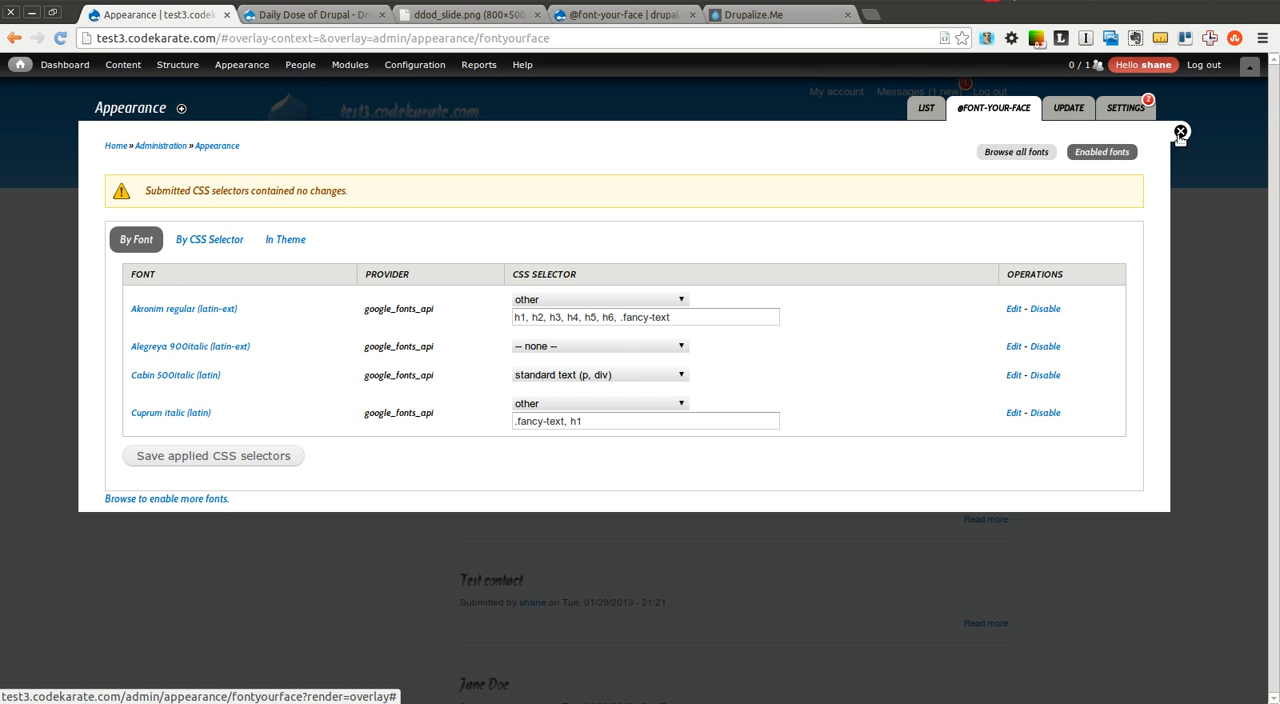 Appearance | test3.codek
Daily Dose of Drupal - Dr
ddod_slide.png (800×500
@font-your-face | drupal.
Drupalize.Me
test3.codekarate.com/#overlay-context=&overlay=admin/appearance/fontyourface
Dashboard Content Structure Appearance People Modules Configuration Reports Help 0 / 1 Hello shane Log out
My account Messages (1 new) Log out
test3.codekarate.com
Appearance
LIST @FONT-YOUR-FACE UPDATE SETTINGS 2
Home » Administration » Appearance
Browse all fonts Enabled fonts
Submitted CSS selectors contained no changes.
By Font By CSS Selector In Theme
FONT PROVIDER CSS SELECTOR OPERATIONS
other
Akronim regular (latin-ext) google_fonts_api Edit - Disable
h1, h2, h3, h4, h5, h6, .fancy-text
Alegreya 900italic (latin-ext) google_fonts_api -- none -- Edit - Disable
Cabin 500italic (latin) google_fonts_api standard text (p, div) Edit - Disable
other
Cuprum italic (latin) google_fonts_api Edit - Disable
.fancy-text, h1
Save applied CSS selectors
Browse to enable more fonts.
Read more
Test contact
Submitted by shane on Tue, 01/29/2013 - 21:21
Read more
Jane Doe
test3.codekarate.com/admin/appearance/fontyourface?render=overlay#